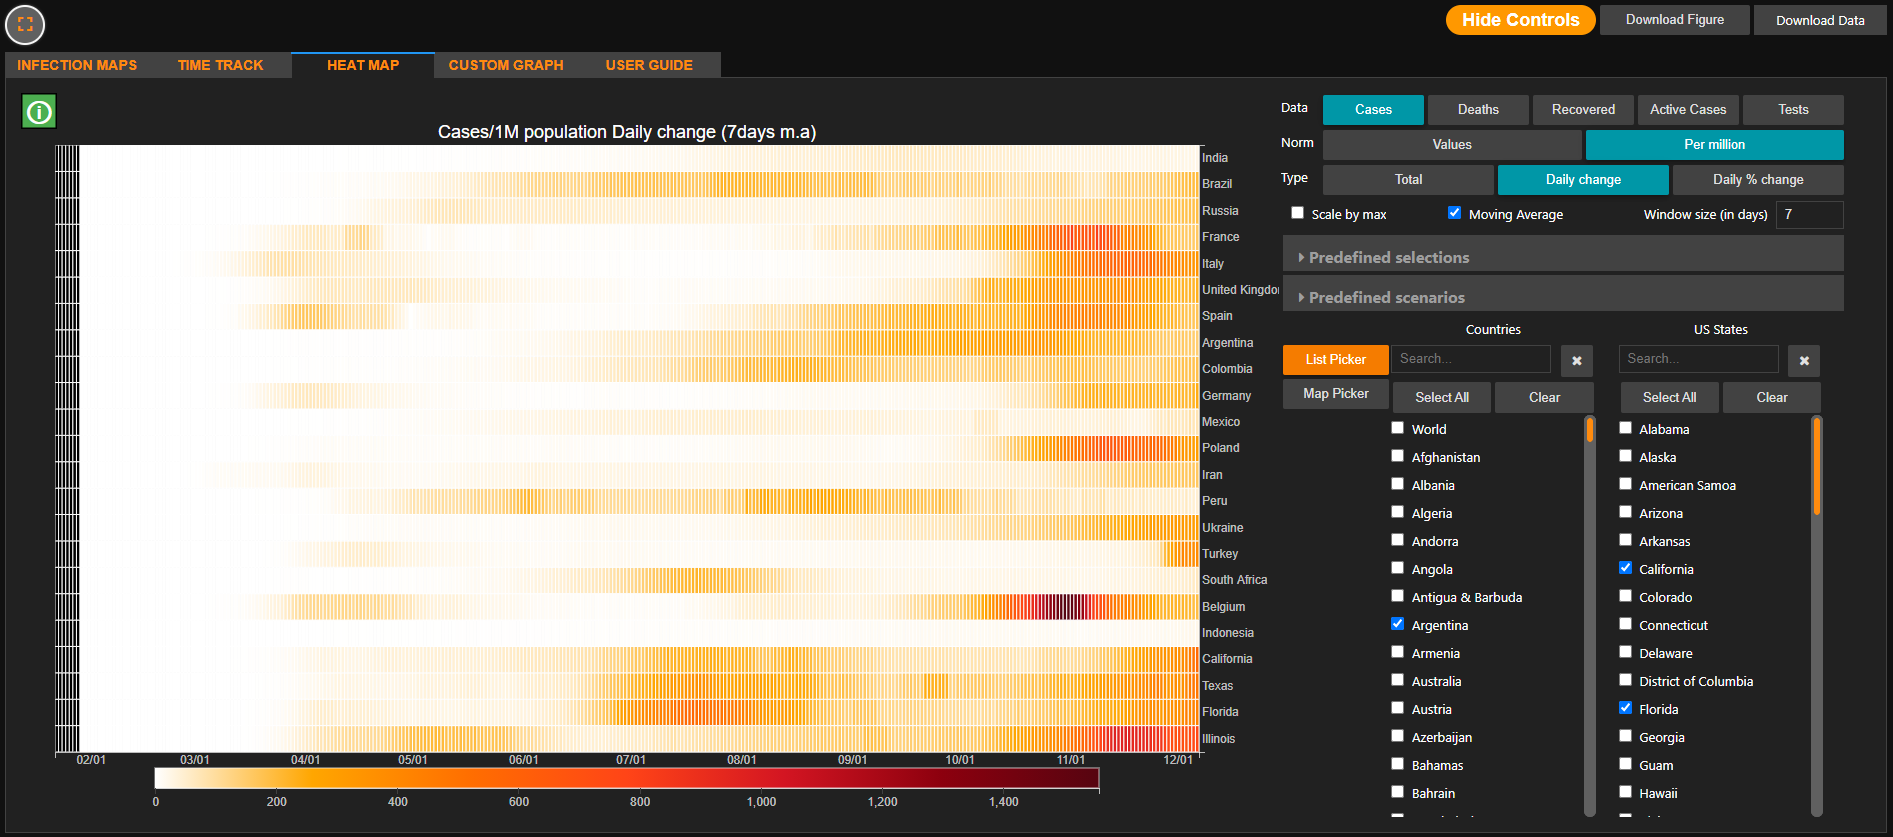 Hide Controls
Download Figure
Download Data
INFECTION MAPS
TIME TRACK
HEAT MAP
CUSTOM GRAPH
USER GUIDE
Cases/1M population Daily change (7days m.a)
India
Brazil
Russia
France
Italy
United Kingdo
Spain
Argentina
Colombia
Germany
Mexico
Poland
Iran
Peru
Ukraine
Turkey
South Africa
Belgium
Indonesia
California
Texas
Florida
Illinois
02/01 03/01 04/01 05/01 06/01 07/01 08/01 09/01 10/01 11/01 12/01
0 200 400 600 800 1,000 1,200 1,400
Data Cases Deaths Recovered Active Cases Tests
Norm Values Per million
Type Total Daily change Daily % change
Scale by max Moving Average Window size (in days) 7
Predefined selections
Predefined scenarios
Countries
List Picker Search...
Map Picker Select All Clear
World
Afghanistan
Albania
Algeria
Andorra
Angola
Antigua & Barbuda
Argentina
Armenia
Australia
Austria
Azerbaijan
Bahamas
Bahrain
US States
Search...
Select All Clear
Alabama
Alaska
American Samoa
Arizona
Arkansas
California
Colorado
Connecticut
Delaware
District of Columbia
Florida
Georgia
Guam
Hawaii